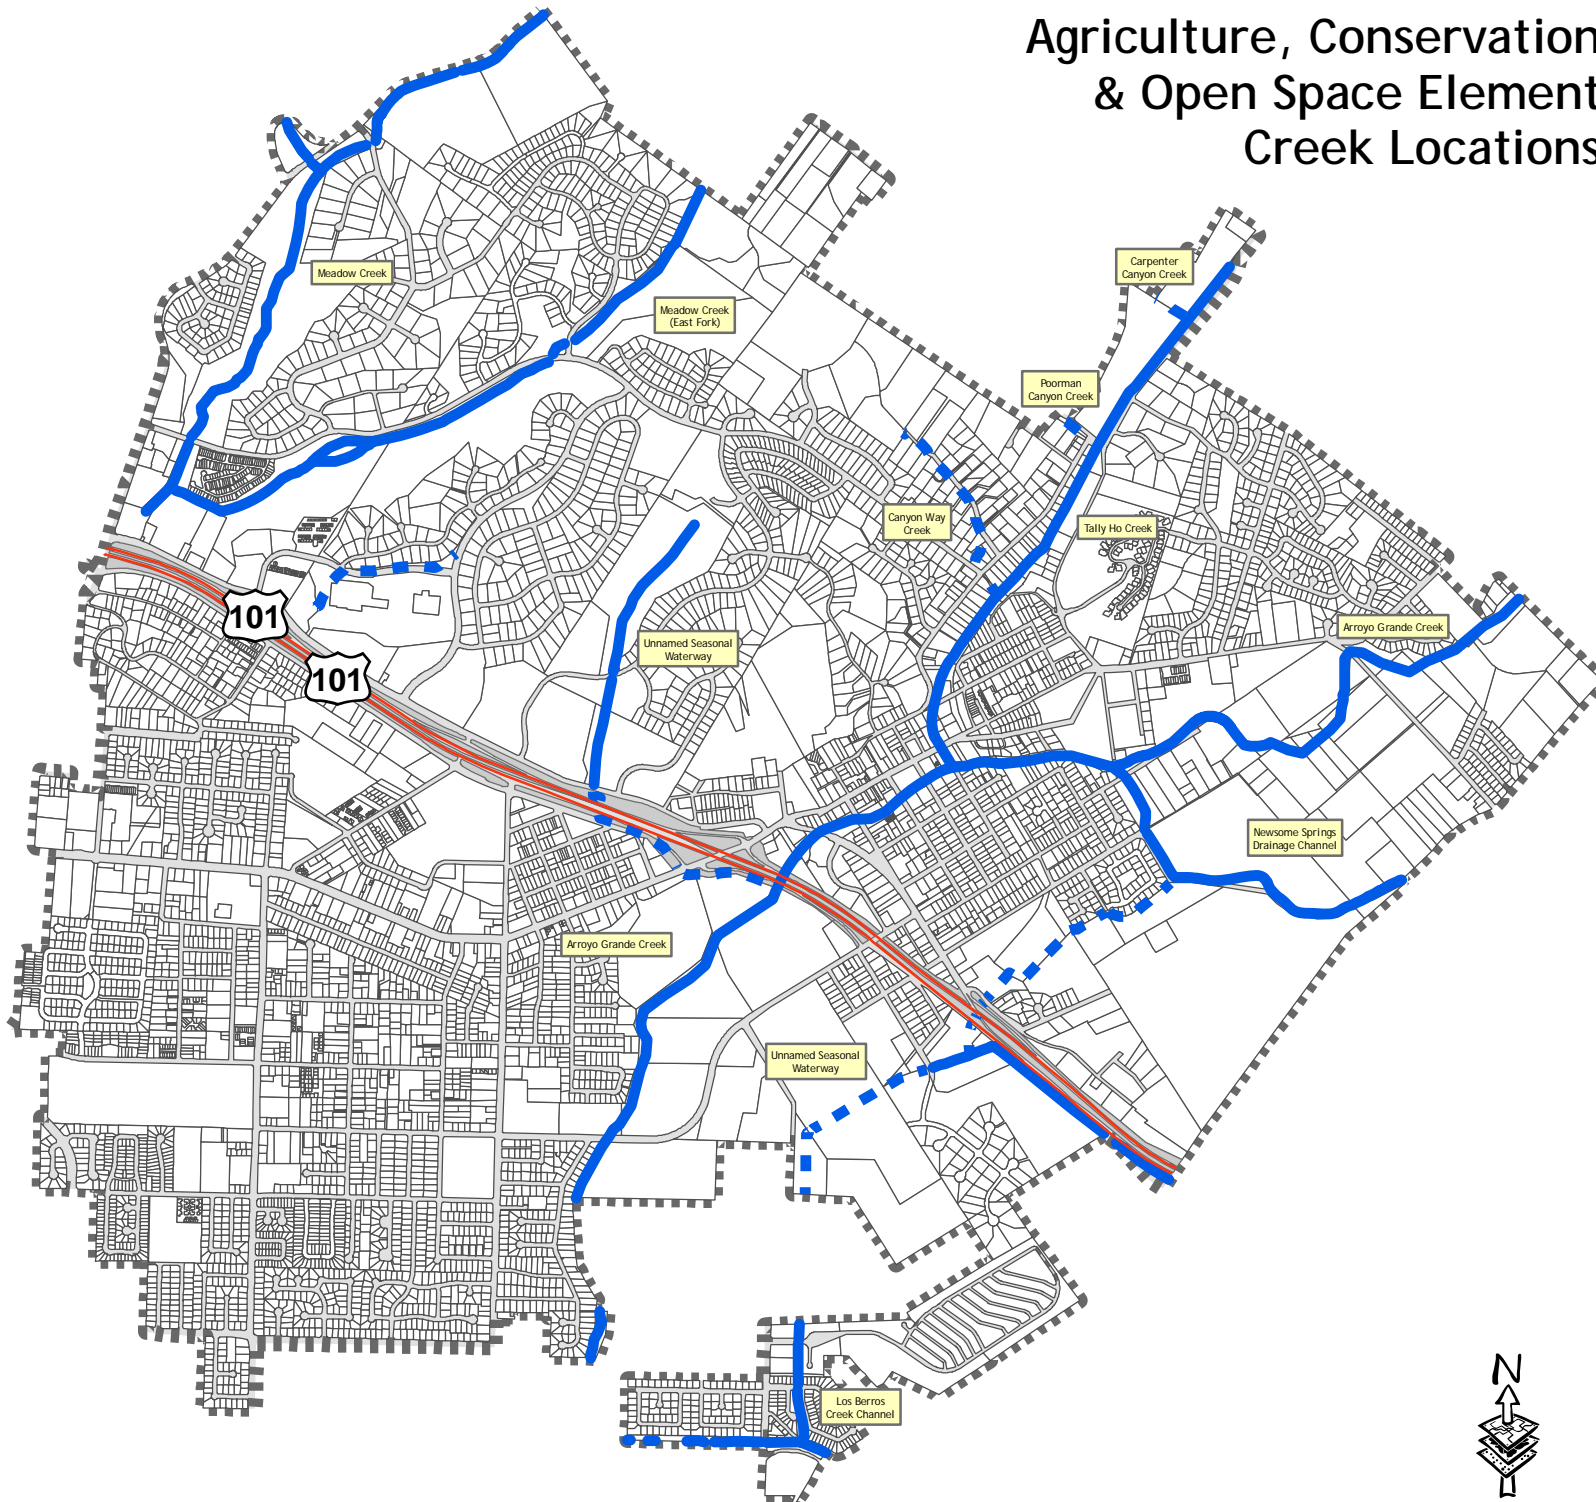 Agriculture, Conservation
& Open Space Element
Creek Locations
Carpenter
Canyon Creek
Meadow Creek
Meadow Creek
(East Fork)
Poorman
Canyon Creek
Canyon Way
Creek
Tally Ho Creek
101
Arroyo Grande Creek
Unnamed Seasonal
Waterway
101
Newsome Springs
Drainage Channel
Arroyo Grande Creek
Unnamed Seasonal
Waterway
Los Berros
Creek Channel
N